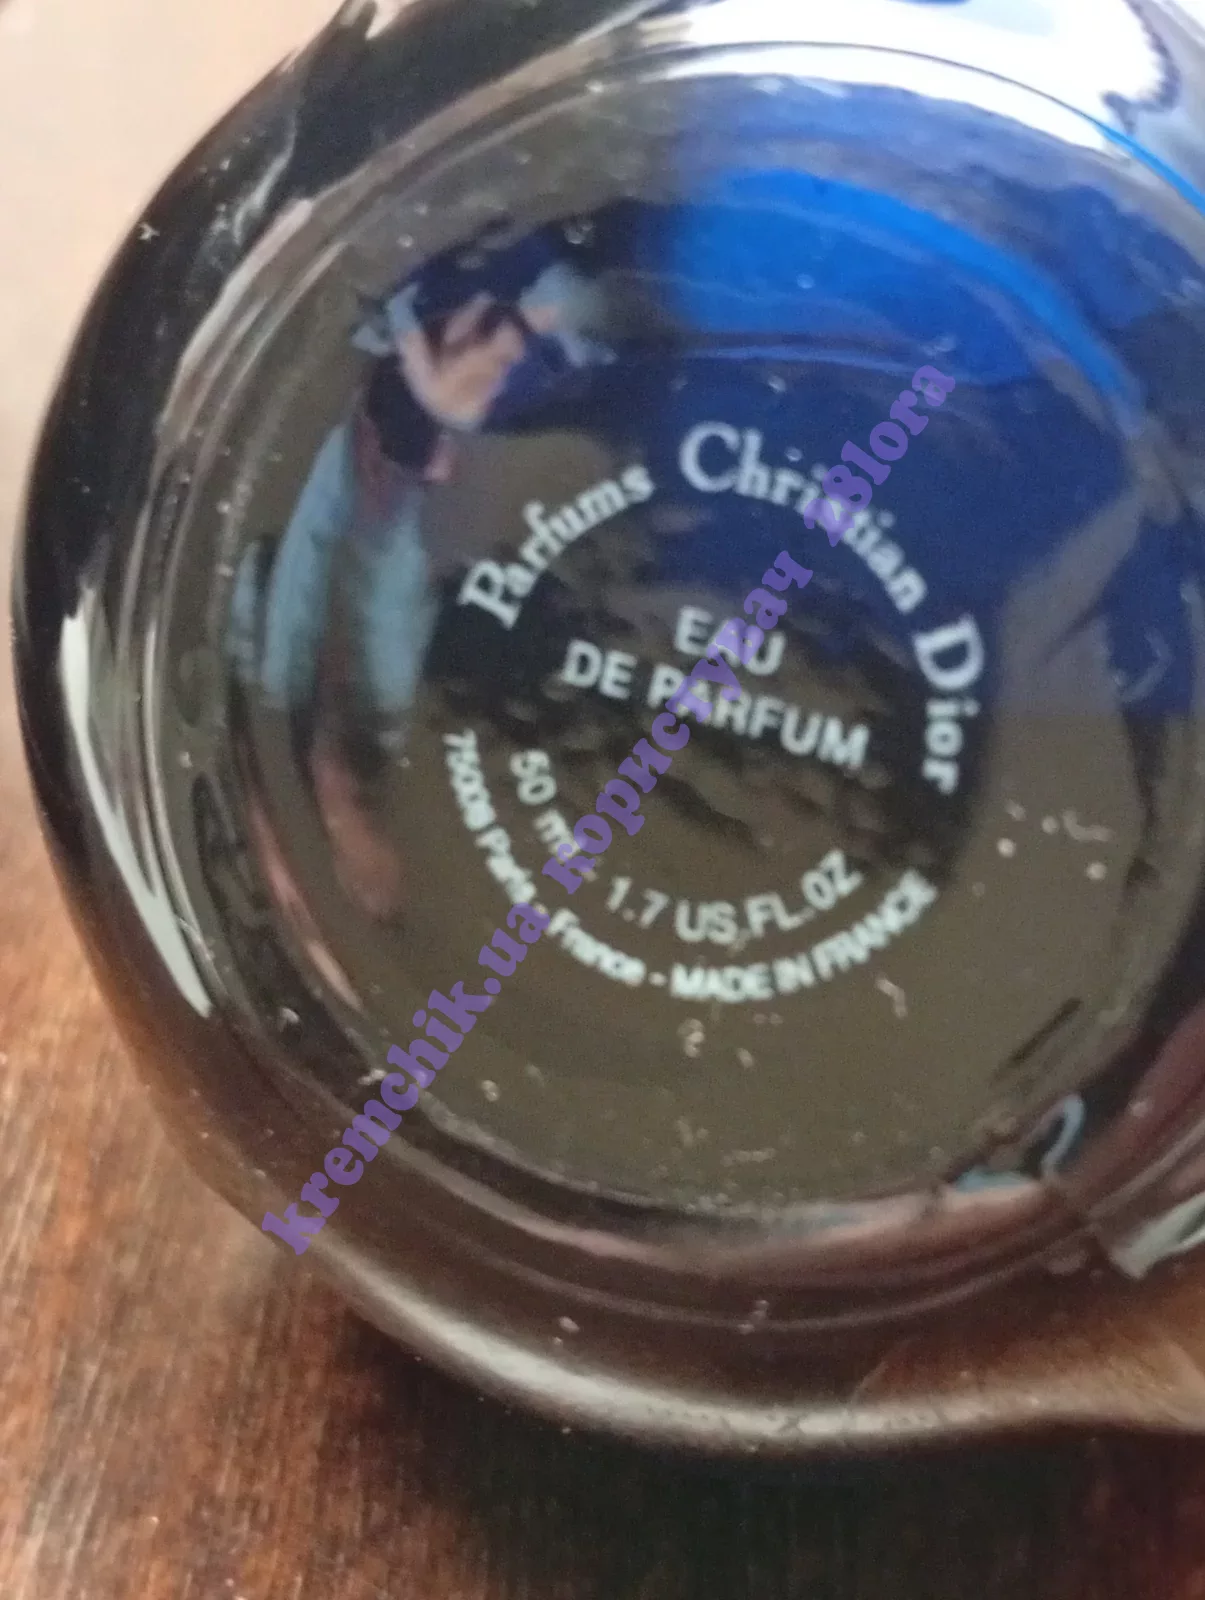 Parfums Christian Dior
EAU
DE PARFUM
50 ml - 1.7 US.FL.OZ
75008 Paris - France - MADE IN FRANCE
kremchik.ua користувач 28lora